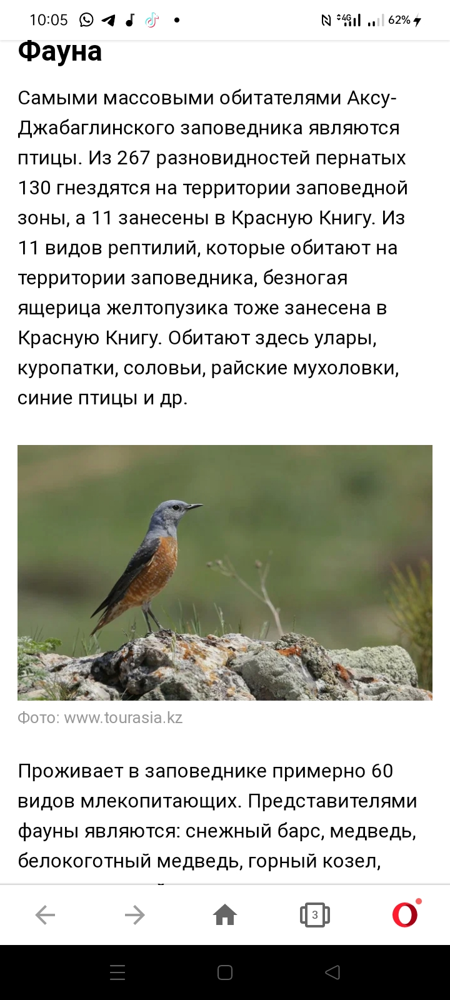 10:05
4G
62%
Фауна
Самыми массовыми обитателями Аксу-
Джабаглинского заповедника являются
птицы. Из 267 разновидностей пернатых
130 гнездятся на территории заповедной
зоны, а 11 занесены в Красную Книгу. Из
11 видов рептилий, которые обитают на
территории заповедника, безногая
ящерица желтопузика тоже занесена в
Красную Книгу. Обитают здесь улары,
куропатки, соловьи, райские мухоловки,
синие птицы и др.
Фото: www.tourasia.kz
Проживает в заповеднике примерно 60
видов млекопитающих. Представителями
фауны являются: снежный барс, медведь,
белокоготный медведь, горный козел,
3